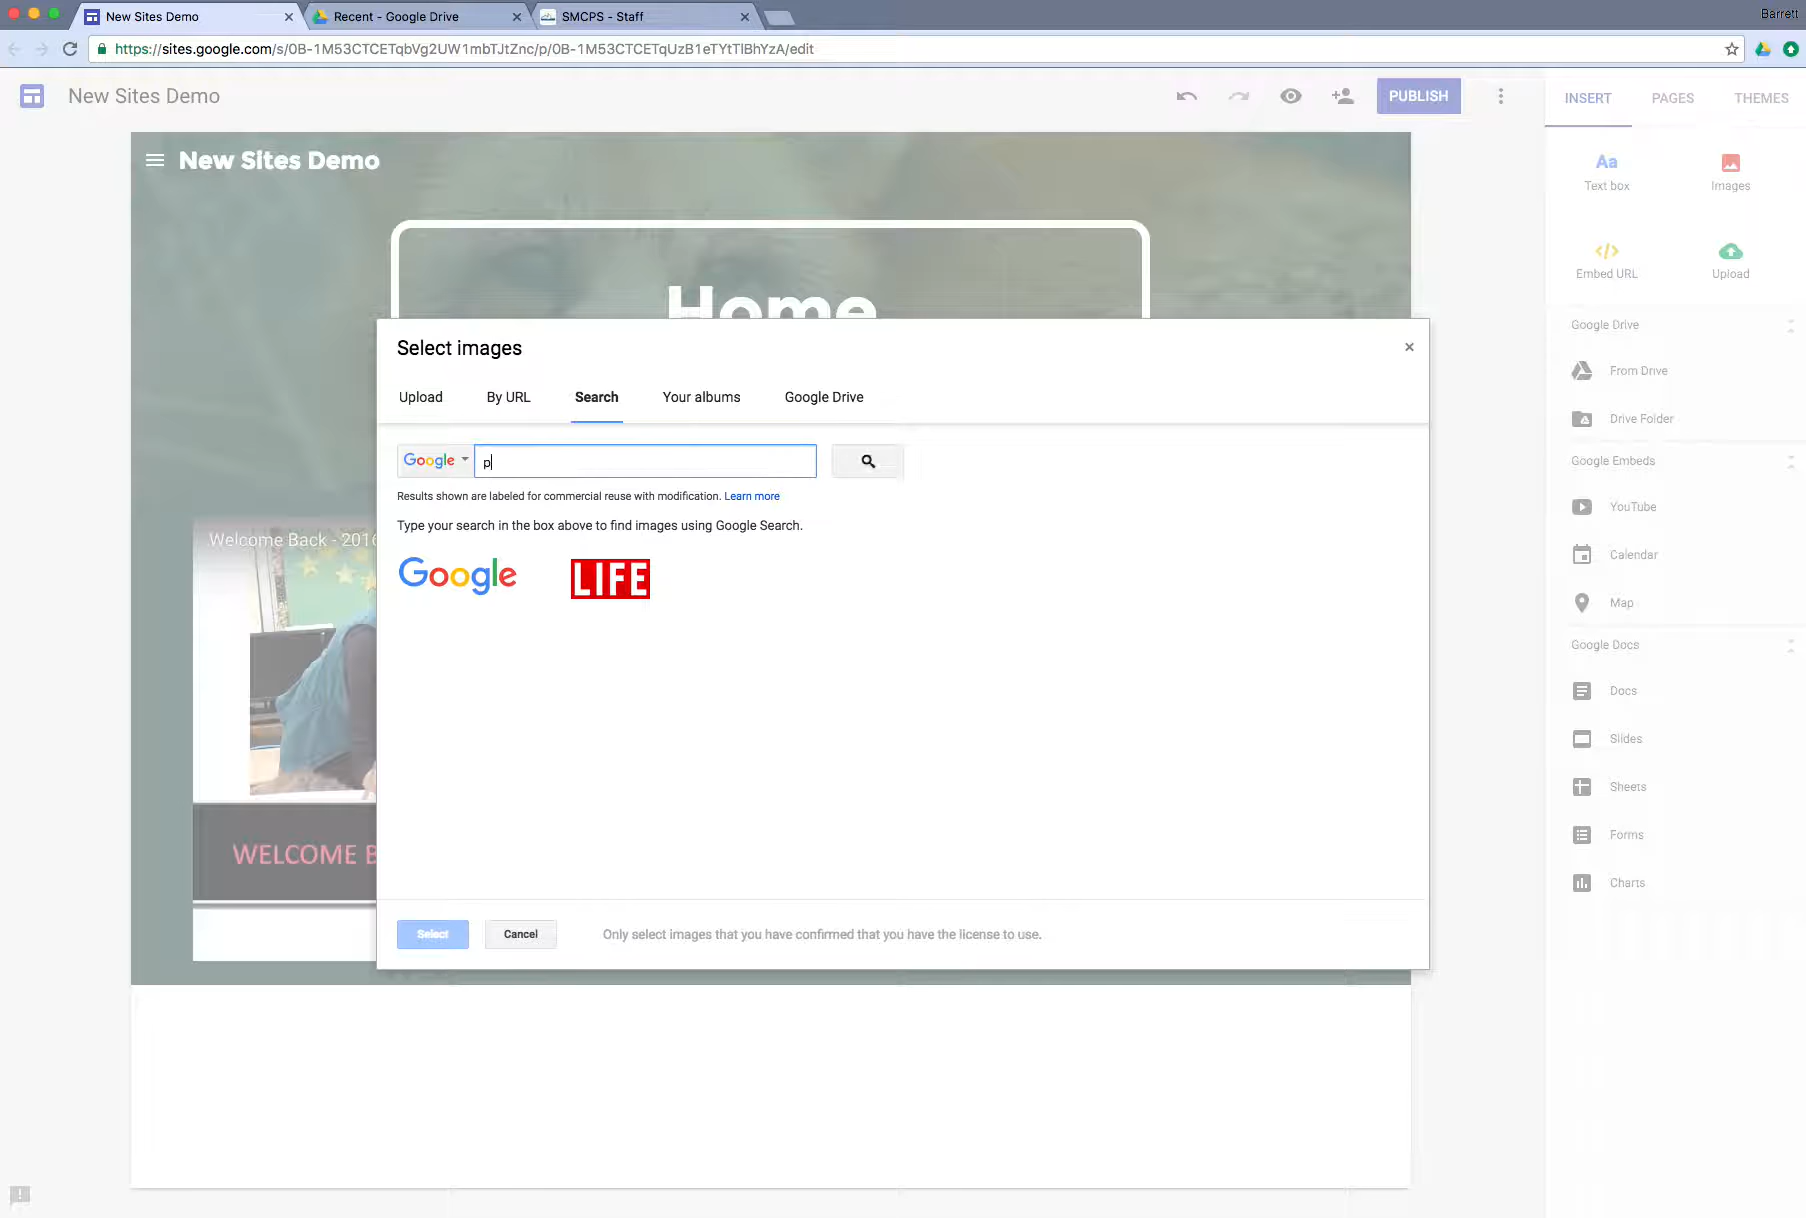 New Sites Demo
Recent - Google Drive
SMCPS - Staff
Barrett
https://sites.google.com/s/0B-1M53CTCETqbVg2UW1mbTJtZnc/p/0B-1M53CTCETqUzB1eTYtTlBhYzA/edit
New Sites Demo
PUBLISH
INSERT
PAGES
THEMES
New Sites Demo
Home
Aa
Text box
Images
Embed URL
Upload
Google Drive
From Drive
Drive Folder
Google Embeds
YouTube
Calendar
Map
Google Docs
Docs
Slides
Sheets
Forms
Charts
Select images
Upload
By URL
Search
Your albums
Google Drive
Google
p
Results shown are labeled for commercial reuse with modification. Learn more
Type your search in the box above to find images using Google Search.
Google
LIFE
Select
Cancel
Only select images that you have confirmed that you have the license to use.
Welcome Back - 2016
WELCOME B